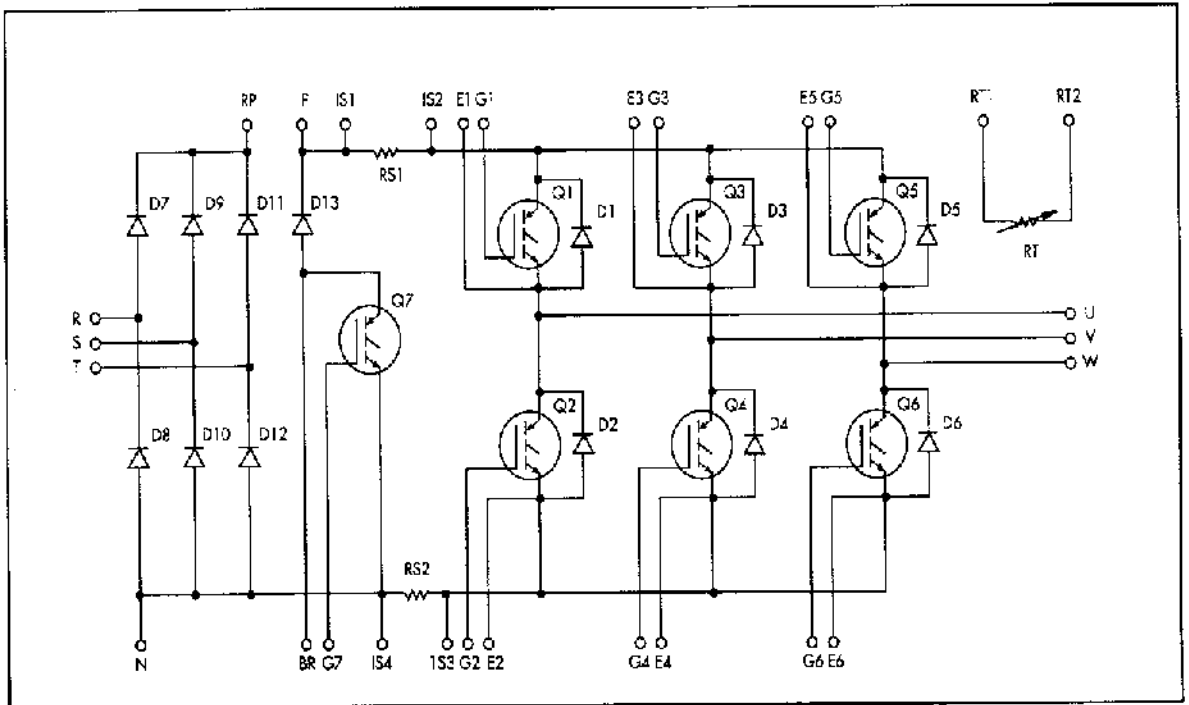 RP F IS1 IS2 E1 G1 E3 G3 E5 G5 RT1 RT2
RS1
D7 D9 D11 D13 Q1 D1 Q3 D3 Q5 D5
RT
Q7
R
S
T
U
V
W
D8 D10 D12 Q2 D2 Q4 D4 Q6 D6
RS2
N BR G7 IS4 1S3 G2 E2 G4 E4 G6 E6